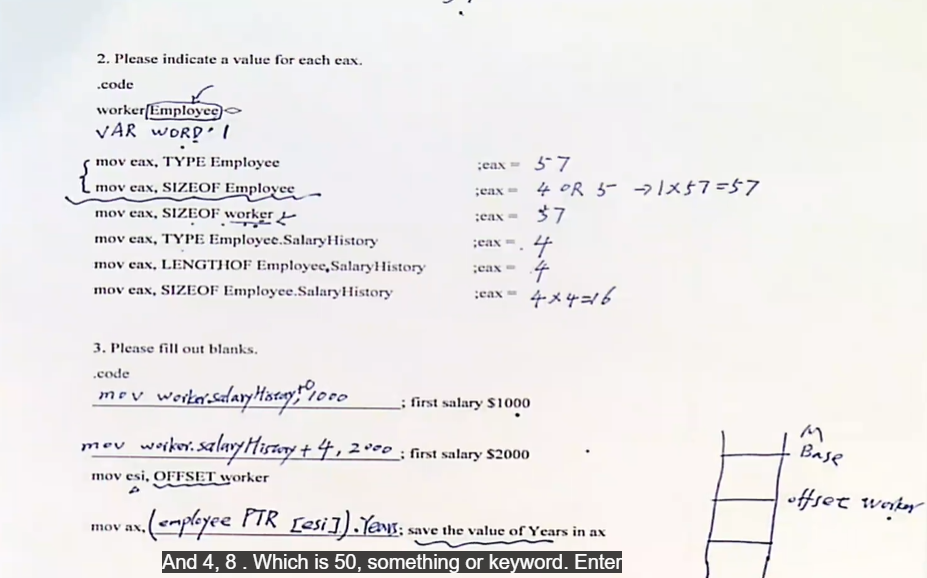 2. Please indicate a value for each eax.
.code
worker Employee <>
VAR WORD 1
mov eax, TYPE Employee ;eax = 57
mov eax, SIZEOF Employee ;eax = 4 OR 5 → 1x57=57
mov eax, SIZEOF worker ;eax = 57
mov eax, TYPE Employee.SalaryHistory ;eax = 4
mov eax, LENGTHOF Employee.SalaryHistory ;eax = 4
mov eax, SIZEOF Employee.SalaryHistory ;eax = 4x4=16
3. Please fill out blanks.
.code
mov worker.salaryHistory+0, 1000 ; first salary $1000
mov worker.salaryHistory + 4, 2000 ; first salary $2000
M
Base
mov esi, OFFSET worker
offset worker
mov ax, (employee PTR [esi]).Years; save the value of Years in ax
And 4, 8 . Which is 50, something or keyword. Enter